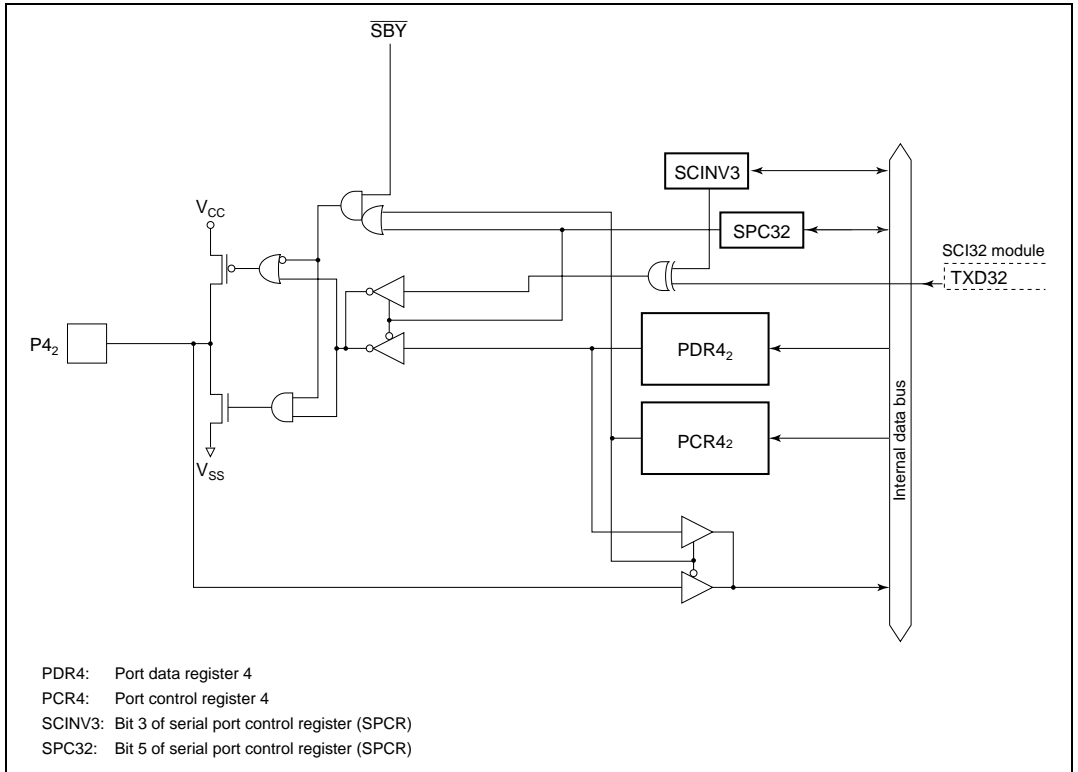 SBY
SCINV3
VCC
SPC32
SCI32 module
TXD32
P42
PDR42
PCR42
VSS
Internal data bus
PDR4: Port data register 4
PCR4: Port control register 4
SCINV3: Bit 3 of serial port control register (SPCR)
SPC32: Bit 5 of serial port control register (SPCR)